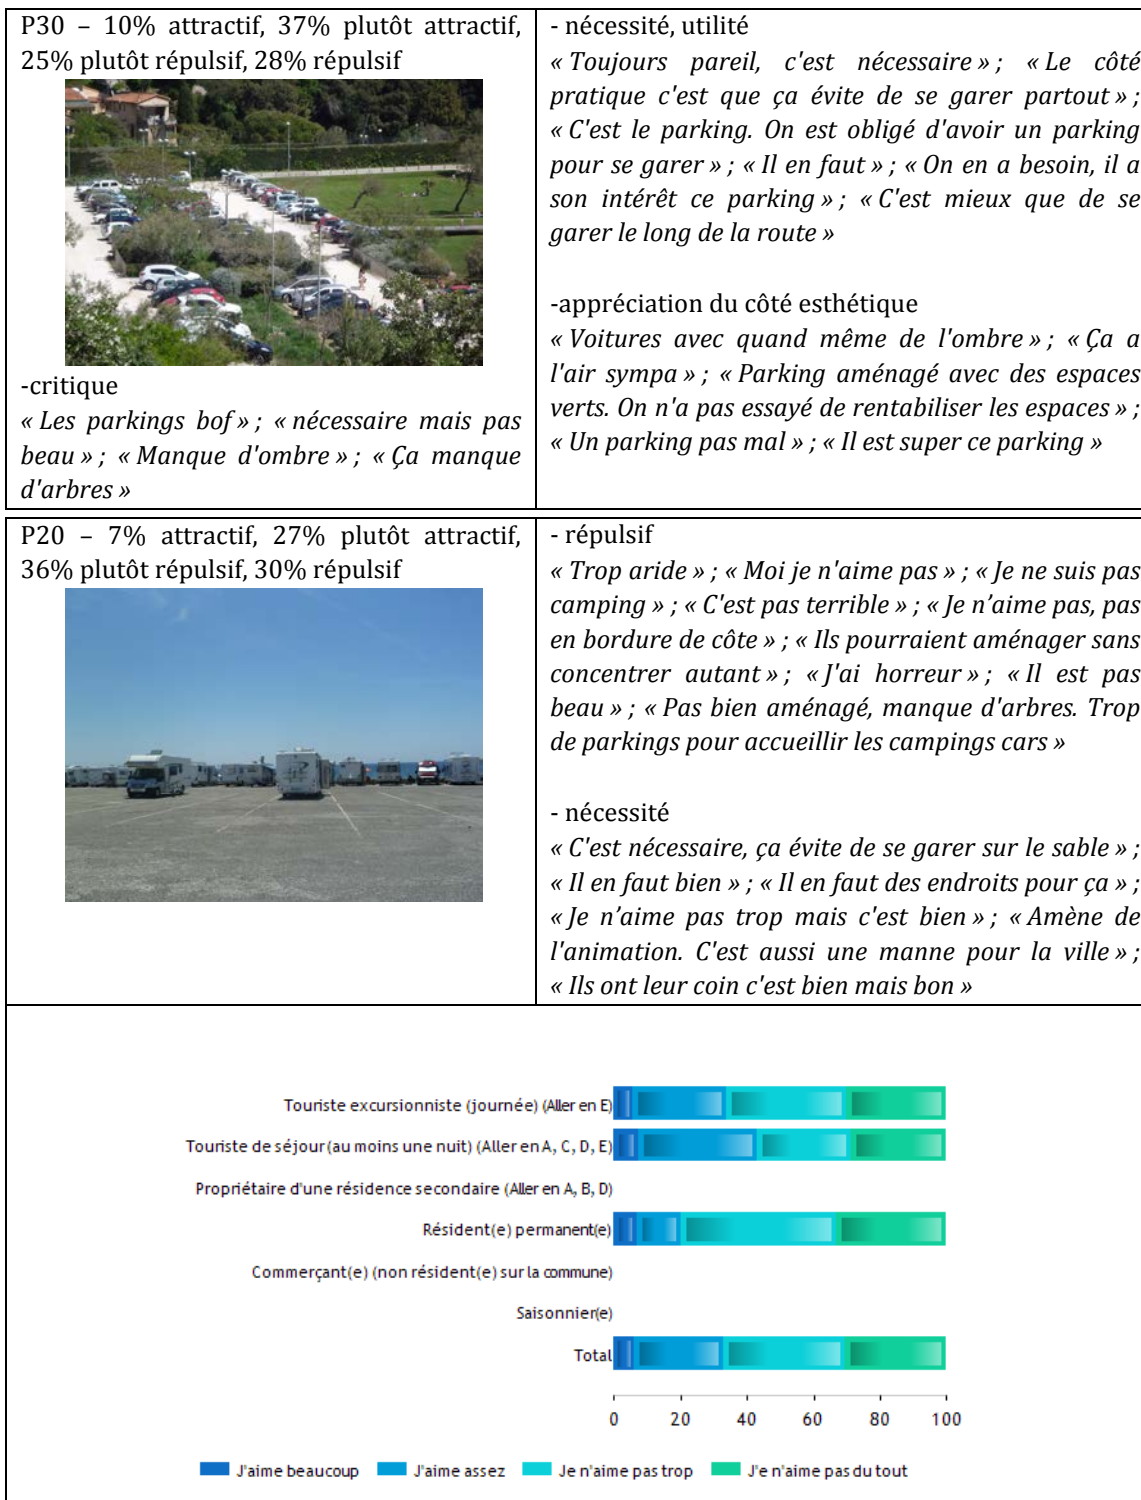 P30 – 10% attractif, 37% plutôt attractif,
25% plutôt répulsif, 28% répulsif
-critique
« Les parkings bof » ; « nécessaire mais pas
beau » ; « Manque d'ombre » ; « Ça manque
d'arbres »
- nécessité, utilité
« Toujours pareil, c'est nécessaire » ; « Le côté
pratique c'est que ça évite de se garer partout » ;
« C'est le parking. On est obligé d'avoir un parking
pour se garer » ; « Il en faut » ; « On en a besoin, il a
son intérêt ce parking » ; « C'est mieux que de se
garer le long de la route »
-appréciation du côté esthétique
« Voitures avec quand même de l'ombre » ; « Ça a
l'air sympa » ; « Parking aménagé avec des espaces
verts. On n'a pas essayé de rentabiliser les espaces » ;
« Un parking pas mal » ; « Il est super ce parking »
P20 – 7% attractif, 27% plutôt attractif,
36% plutôt répulsif, 30% répulsif
- répulsif
« Trop aride » ; « Moi je n'aime pas » ; « Je ne suis pas
camping » ; « C'est pas terrible » ; « Je n’aime pas, pas
en bordure de côte » ; « Ils pourraient aménager sans
concentrer autant » ; « J'ai horreur » ; « Il est pas
beau » ; « Pas bien aménagé, manque d'arbres. Trop
de parkings pour accueillir les campings cars »
- nécessité
« C'est nécessaire, ça évite de se garer sur le sable » ;
« Il en faut bien » ; « Il en faut des endroits pour ça » ;
« Je n’aime pas trop mais c'est bien » ; « Amène de
l'animation. C'est aussi une manne pour la ville » ;
« Ils ont leur coin c'est bien mais bon »
Touriste excursionniste (journée) (Aller en E)
Touriste de séjour (au moins une nuit) (Aller en A, C, D, E)
Propriétaire d'une résidence secondaire (Aller en A, B, D)
Résident(e) permanent(e)
Commerçant(e) (non résident(e) sur la commune)
Saisonnier(e)
Total
0 20 40 60 80 100
J'aime beaucoup J'aime assez Je n'aime pas trop J'e n'aime pas du tout